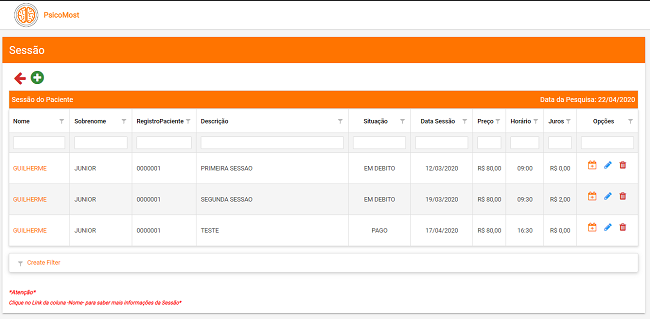 PsicoMost
Sessão
Sessão do Paciente Data da Pesquisa: 22/04/2020
Nome Sobrenome RegistroPaciente Descrição Situação Data Sessão Preço Horário Juros Opções
GUILHERME JUNIOR 0000001 PRIMEIRA SESSAO EM DEBITO 12/03/2020 R$ 80,00 09:00 R$ 0,00
GUILHERME JUNIOR 0000001 SEGUNDA SESSAO EM DEBITO 19/03/2020 R$ 80,00 09:30 R$ 2,00
GUILHERME JUNIOR 0000001 TESTE PAGO 17/04/2020 R$ 80,00 16:30 R$ 0,00
Create Filter
*Atenção*
Clique no Link da coluna -Nome- para saber mais informações da Sessão*